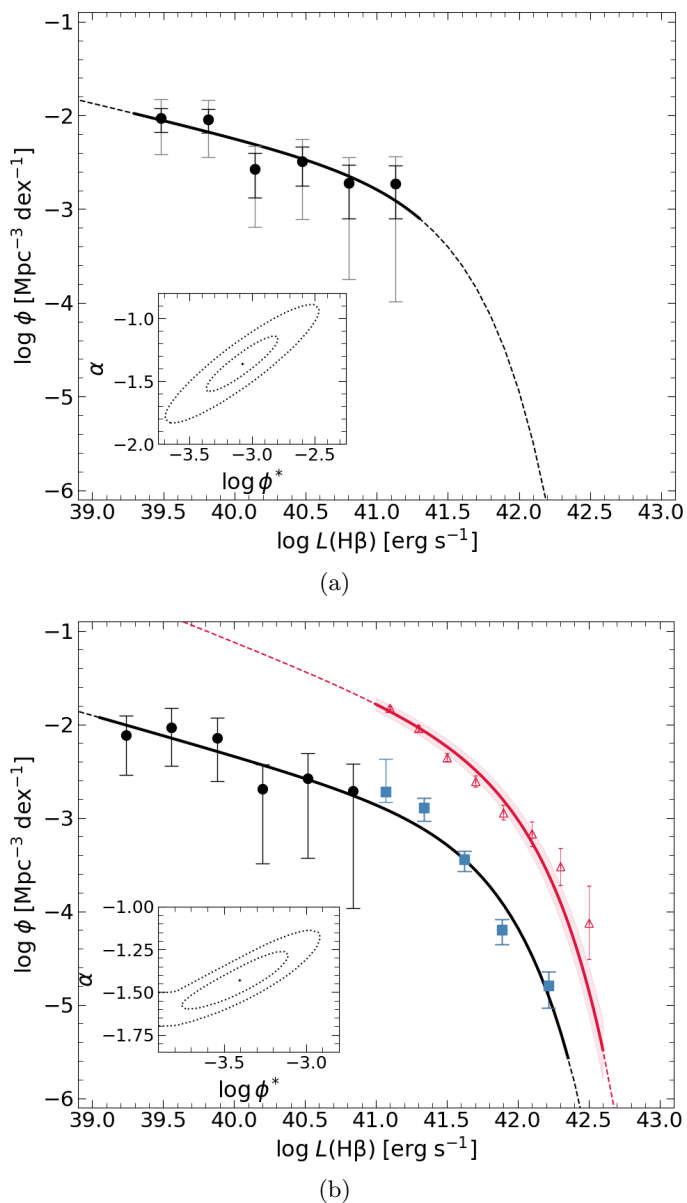 −1
−2
−3
−4
−5
−6
log ϕ [Mpc⁻³ dex⁻¹]
−1.0
−1.5
−2.0
α
−3.5 −3.0 −2.5
log ϕ*
39.0 39.5 40.0 40.5 41.0 41.5 42.0 42.5 43.0
log L(Hβ) [erg s⁻¹]
(a)
−1
−2
−3
−4
−5
−6
log ϕ [Mpc⁻³ dex⁻¹]
−1.00
−1.25
−1.50
−1.75
α
−3.5 −3.0
log ϕ*
39.0 39.5 40.0 40.5 41.0 41.5 42.0 42.5 43.0
log L(Hβ) [erg s⁻¹]
(b)